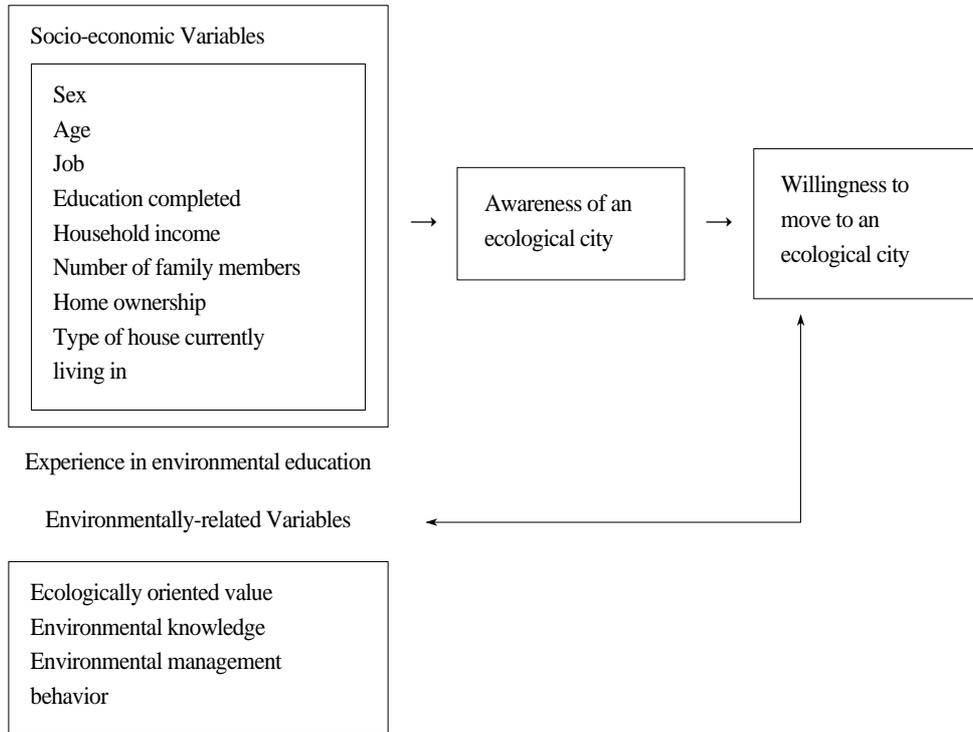 Socio-economic Variables
Sex
Age
Job
Education completed
Household income
Number of family members
Home ownership
Type of house currently
living in
Awareness of an
ecological city
Willingness to
move to an
ecological city
Experience in environmental education
Environmentally-related Variables
Ecologically oriented value
Environmental knowledge
Environmental management
behavior